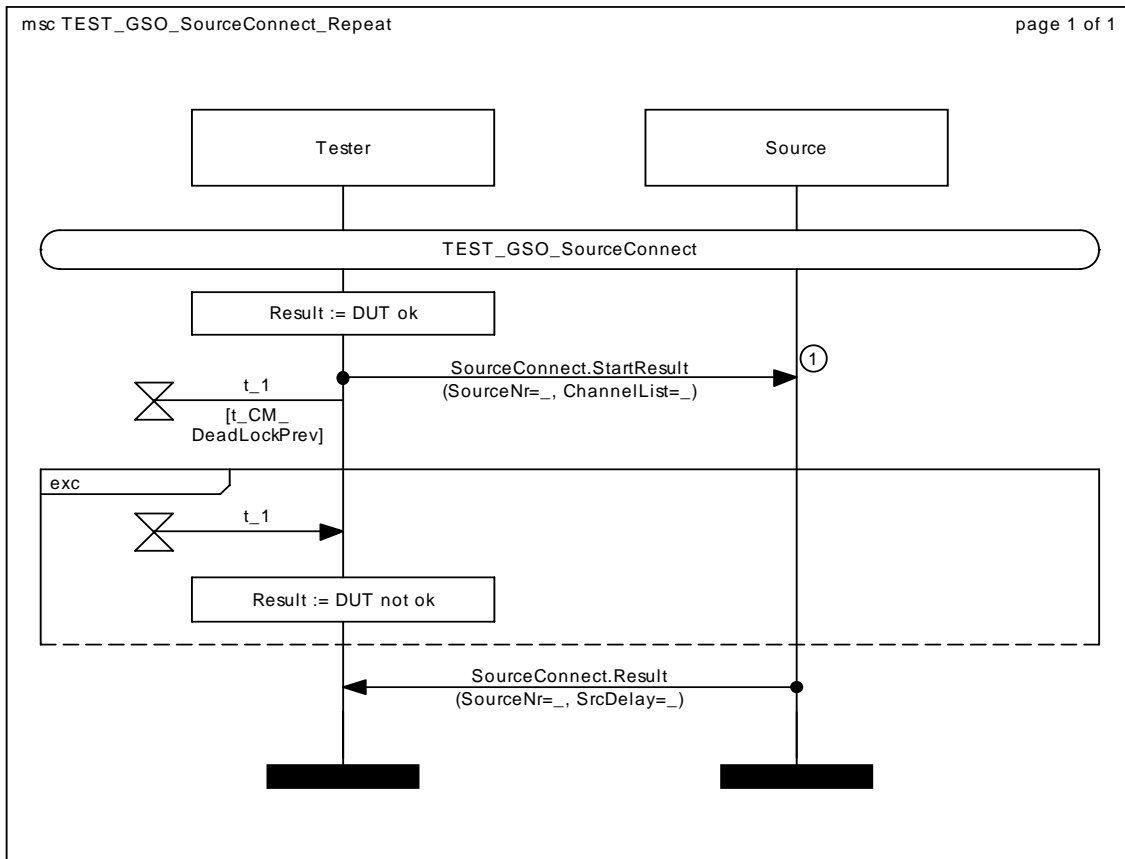 msc TEST_GSO_SourceConnect_Repeat
page 1 of 1
Tester
Source
TEST_GSO_SourceConnect
Result := DUT ok
1
SourceConnect.StartResult
(SourceNr=_, ChannelList=_)
t_1
[t_CM_
DeadLockPrev]
exc
t_1
Result := DUT not ok
SourceConnect.Result
(SourceNr=_, SrcDelay=_)